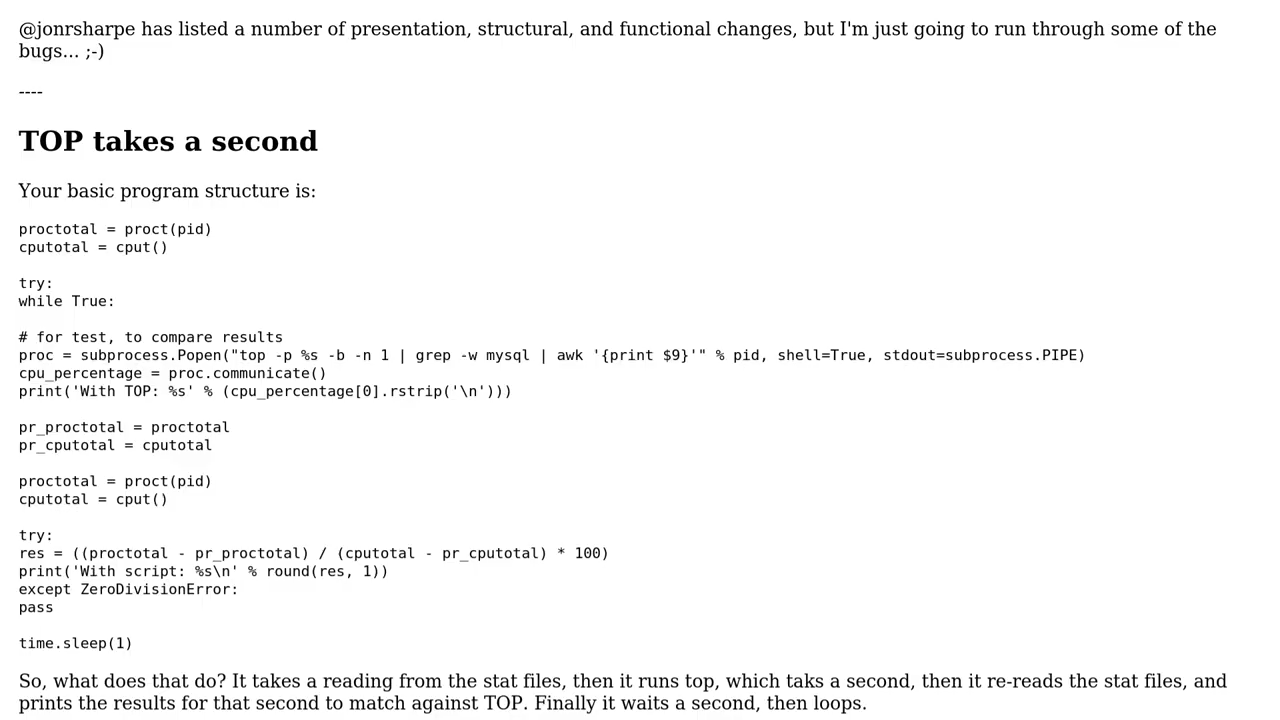 @jonrsharpe has listed a number of presentation, structural, and functional changes, but I'm just going to run through some of the
bugs... ;-)
----
TOP takes a second
Your basic program structure is:
proctotal = proct(pid)
cputotal = cput()
try:
while True:
# for test, to compare results
proc = subprocess.Popen("top -p %s -b -n 1 | grep -w mysql | awk '{print $9}'" % pid, shell=True, stdout=subprocess.PIPE)
cpu_percentage = proc.communicate()
print('With TOP: %s' % (cpu_percentage[0].rstrip('\n')))
pr_proctotal = proctotal
pr_cputotal = cputotal
proctotal = proct(pid)
cputotal = cput()
try:
res = ((proctotal - pr_proctotal) / (cputotal - pr_cputotal) * 100)
print('With script: %s\n' % round(res, 1))
except ZeroDivisionError:
pass
time.sleep(1)
So, what does that do? It takes a reading from the stat files, then it runs top, which taks a second, then it re-reads the stat files, and
prints the results for that second to match against TOP. Finally it waits a second, then loops.